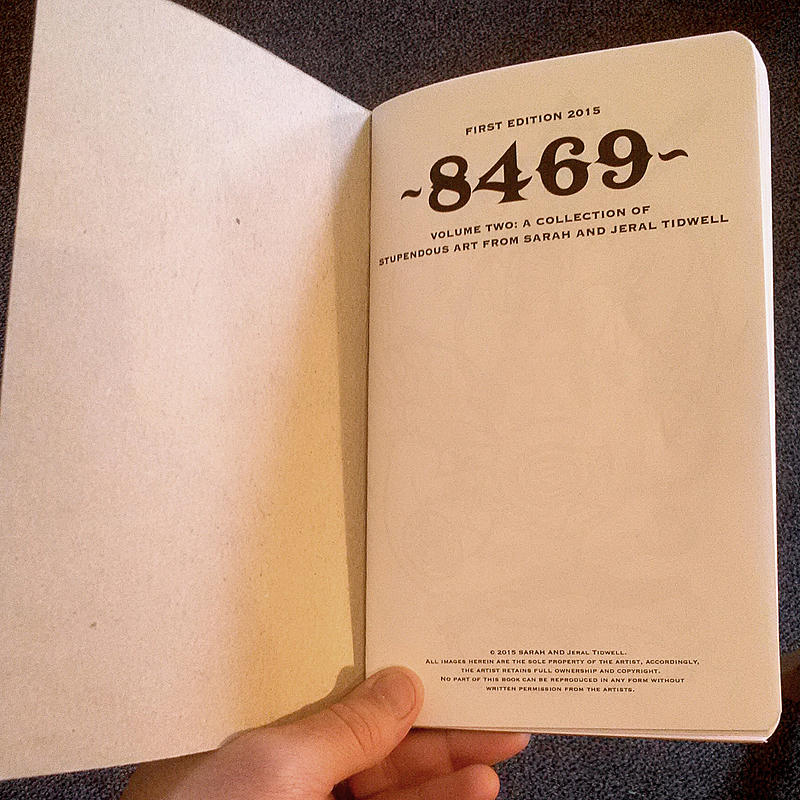 FIRST EDITION 2015
~8469~
VOLUME TWO: A COLLECTION OF
STUPENDOUS ART FROM SARAH AND JERAL TIDWELL
© 2015 SARAH AND JERAL TIDWELL.
ALL IMAGES HEREIN ARE THE SOLE PROPERTY OF THE ARTIST, ACCORDINGLY,
THE ARTIST RETAINS FULL OWNERSHIP AND COPYRIGHT.
NO PART OF THIS BOOK CAN BE REPRODUCED IN ANY FORM WITHOUT
WRITTEN PERMISSION FROM THE ARTISTS.